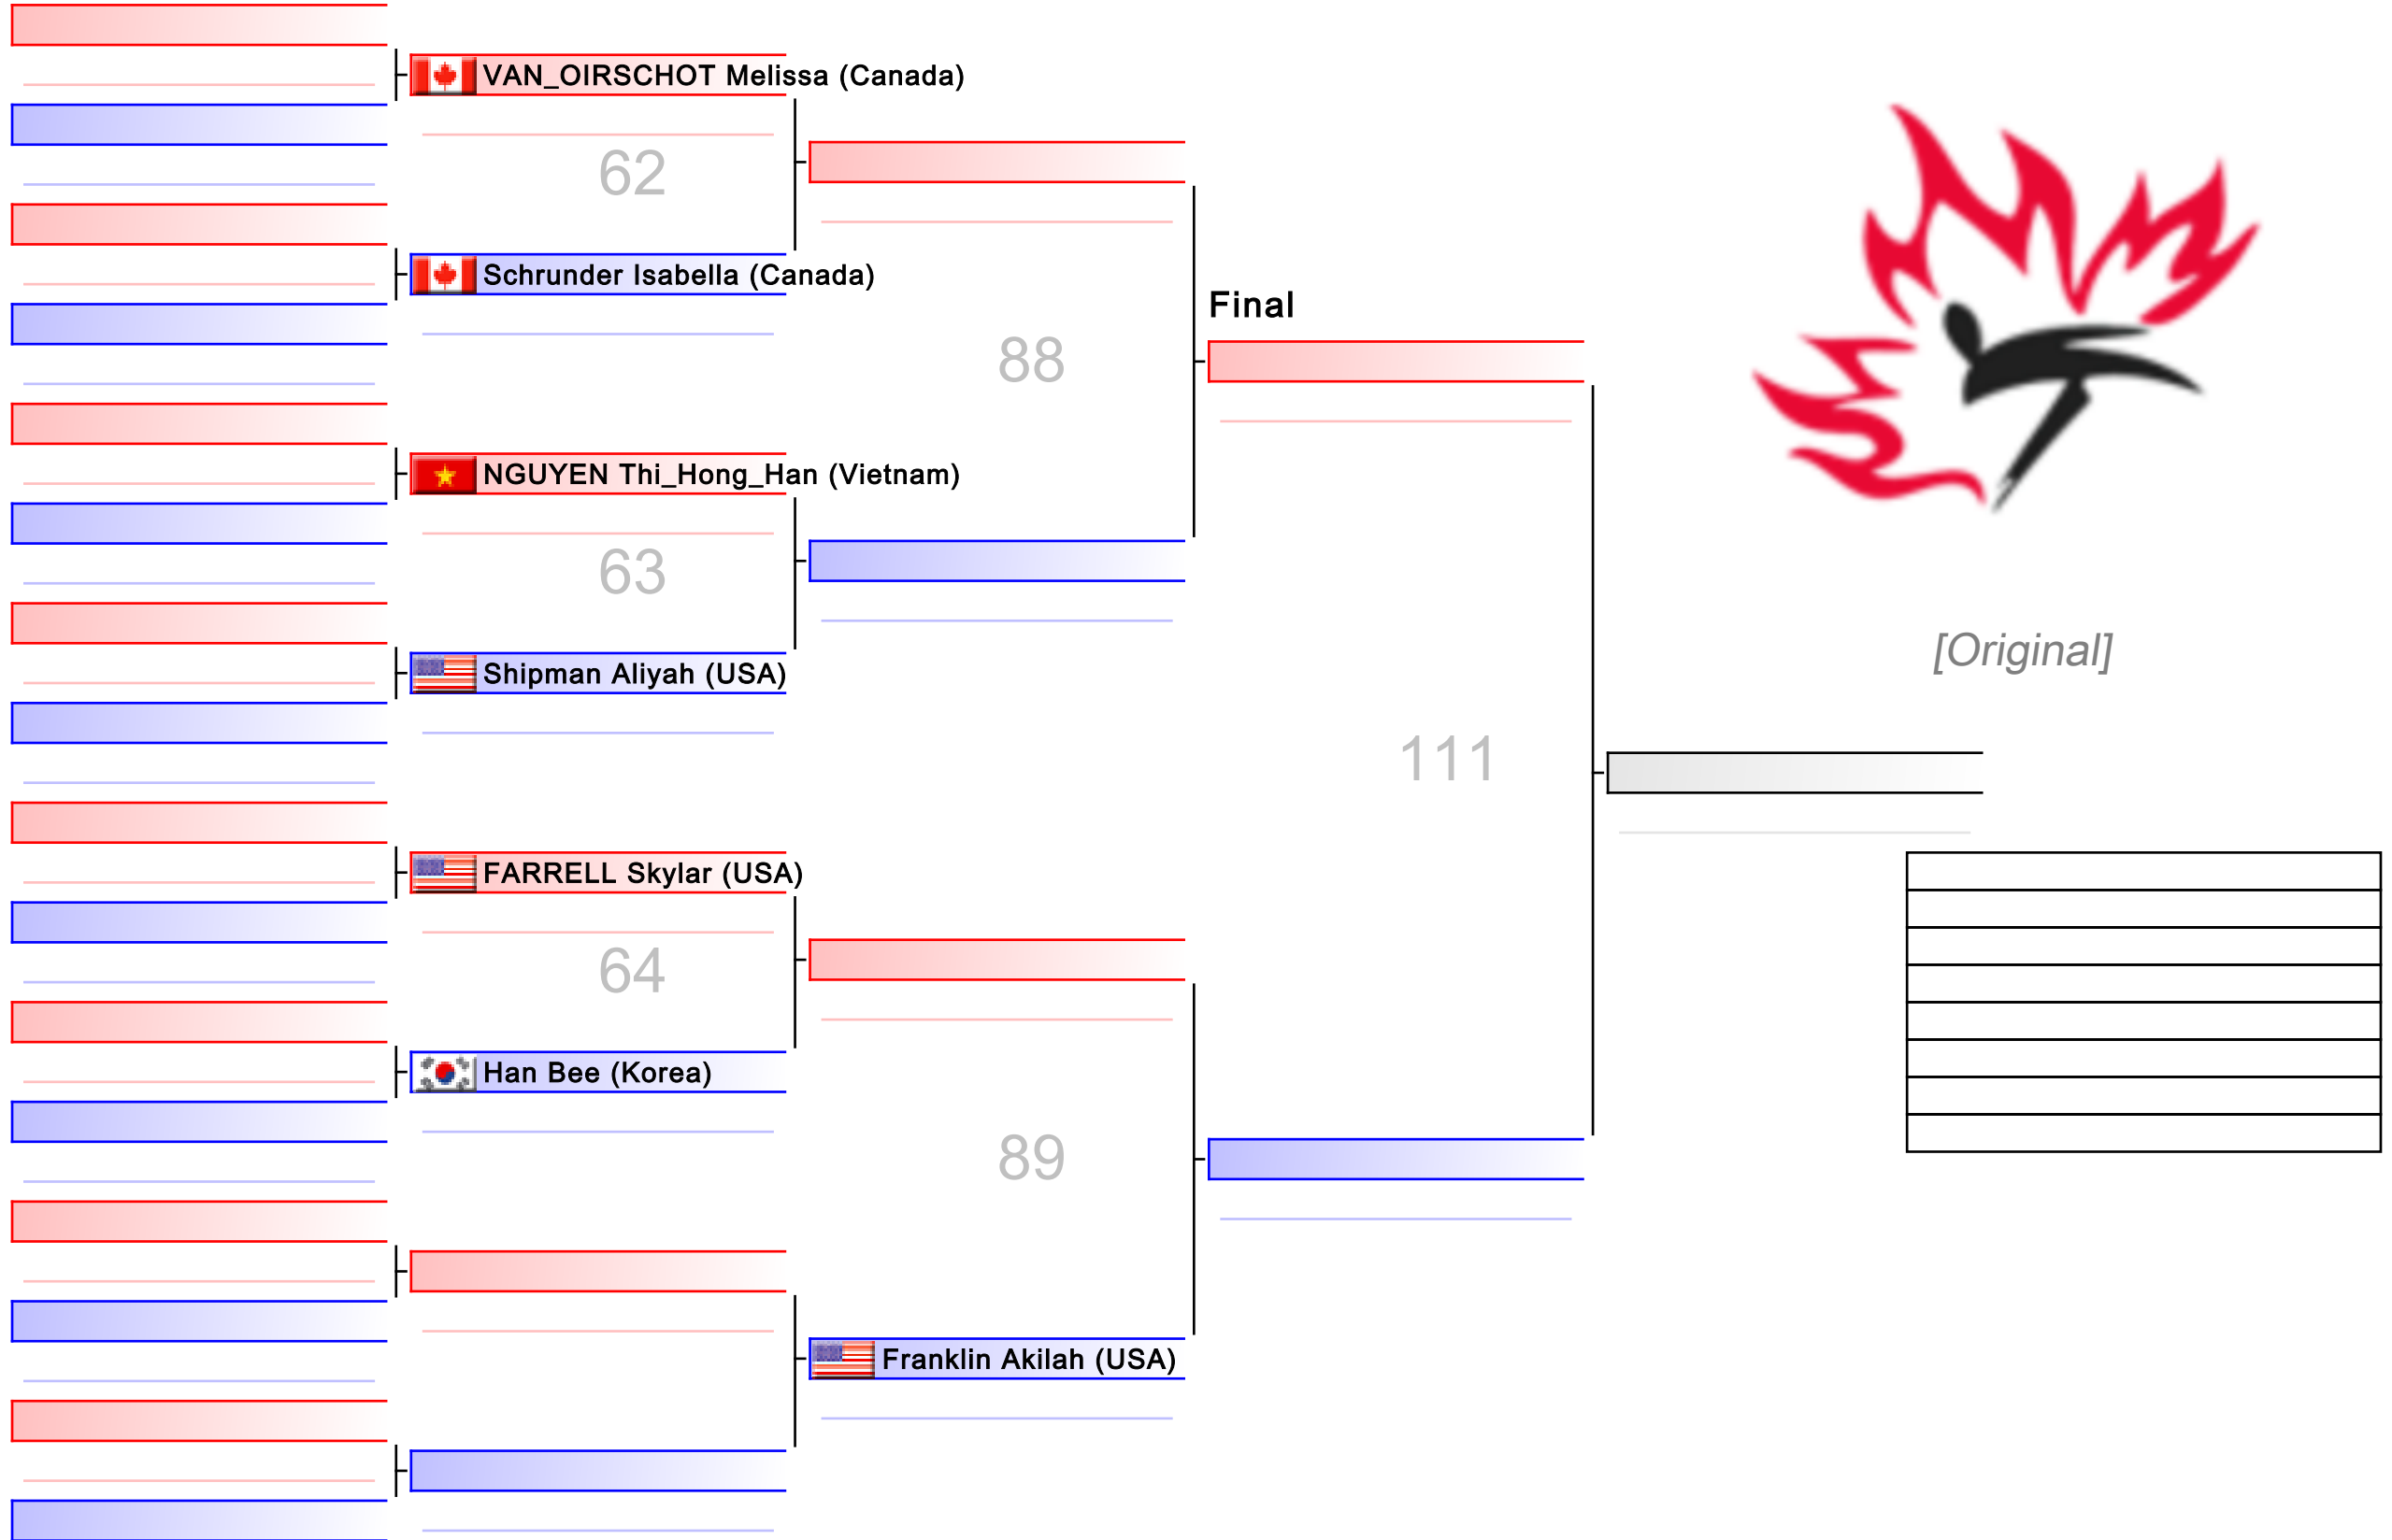 VAN_OIRSCHOT Melissa (Canada)
62
Schrunder Isabella (Canada)
88
Final
NGUYEN Thi_Hong_Han (Vietnam)
63
Shipman Aliyah (USA)
[Original]
111
FARRELL Skylar (USA)
64
Han Bee (Korea)
89
Franklin Akilah (USA)